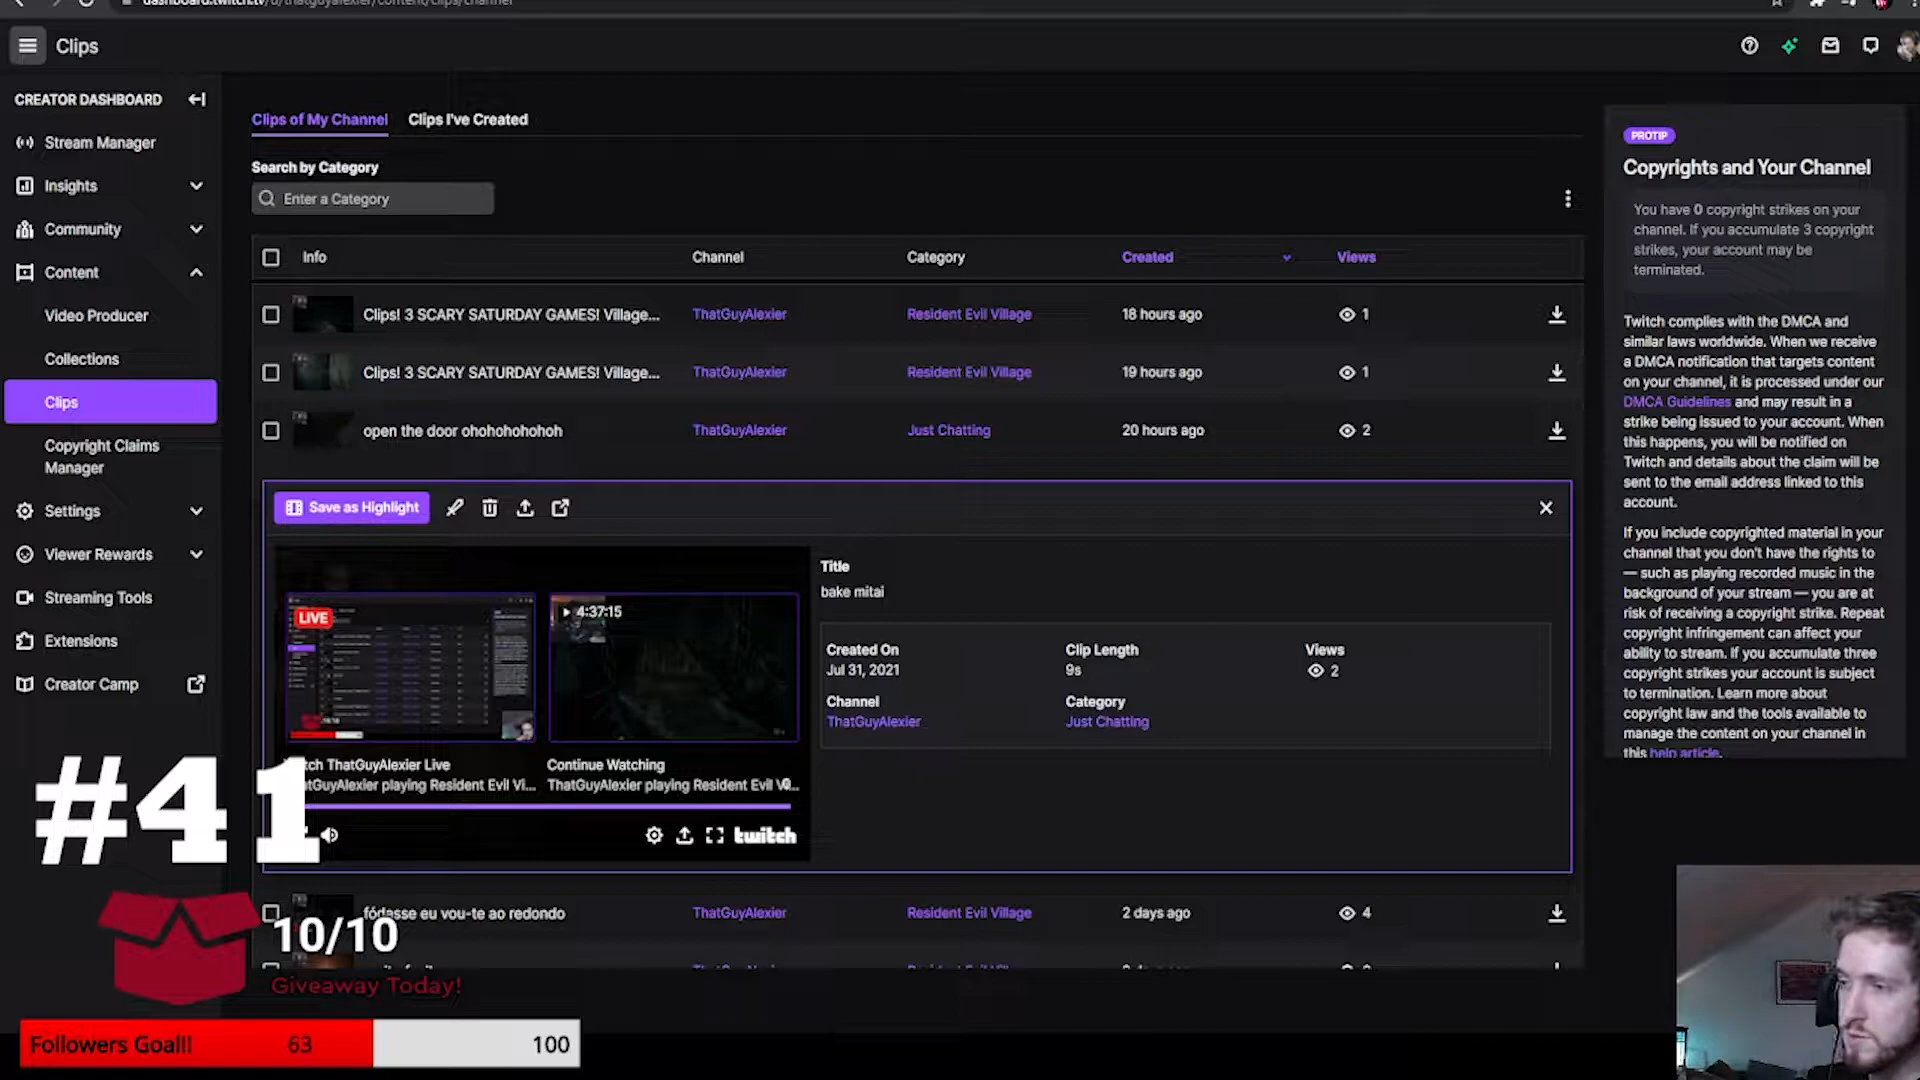 Clips
CREATOR DASHBOARD
Stream Manager
Insights
Community
Content
Video Producer
Collections
Clips
Copyright Claims
Manager
Settings
Viewer Rewards
Streaming Tools
Extensions
Creator Camp
Clips of My Channel Clips I've Created
Search by Category
Enter a Category
Info Channel Category Created Views
Clips! 3 SCARY SATURDAY GAMES! Village... ThatGuyAlexier Resident Evil Village 18 hours ago 1
Clips! 3 SCARY SATURDAY GAMES! Village... ThatGuyAlexier Resident Evil Village 19 hours ago 1
open the door ohohohohohoh ThatGuyAlexier Just Chatting 20 hours ago 2
Save as Highlight
LIVE
4:37:15
tch ThatGuyAlexier Live
atGuyAlexier playing Resident Evil Vi...
Continue Watching
ThatGuyAlexier playing Resident Evil Vi...
twitch
Title
bake mitai
Created On Clip Length Views
Jul 31, 2021 9s 2
Channel Category
ThatGuyAlexier Just Chatting
fódasse eu vou-te ao redondo ThatGuyAlexier Resident Evil Village 2 days ago 4
PROTIP
Copyrights and Your Channel
You have 0 copyright strikes on your
channel. If you accumulate 3 copyright
strikes, your account may be
terminated.
Twitch complies with the DMCA and
similar laws worldwide. When we receive
a DMCA notification that targets content
on your channel, it is processed under our
DMCA Guidelines and may result in a
strike being issued to your account. When
this happens, you will be notified on
Twitch and details about the claim will be
sent to the email address linked to this
account.
If you include copyrighted material in your
channel that you don't have the rights to
— such as playing recorded music in the
background of your stream — you are at
risk of receiving a copyright strike. Repeat
copyright infringement can affect your
ability to stream. If you accumulate three
copyright strikes your account is subject
to termination. Learn more about
copyright law and the tools available to
manage the content on your channel in
this help article.
#41
10/10
Giveaway Today!
Followers Goal!! 63 100